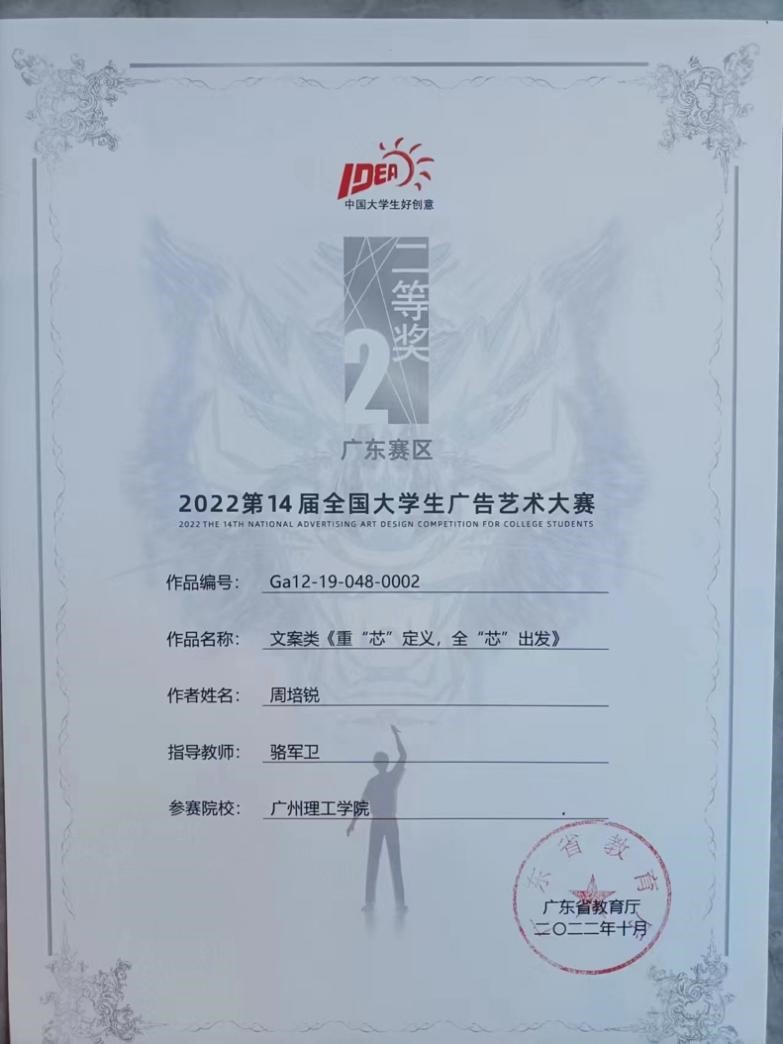 IDEA
中国大学生好创意
二等奖
2
广东赛区
2022第14届全国大学生广告艺术大赛
2022 THE 14TH NATIONAL ADVERTISING ART DESIGN COMPETITION FOR COLLEGE STUDENTS
作品编号: Ga12-19-048-0002
作品名称: 文案类《重“芯”定义,全“芯”出发》
作者姓名: 周培锐
指导教师: 骆军卫
参赛院校: 广州理工学院
东省教育
广东省教育厅
二〇二二年十月